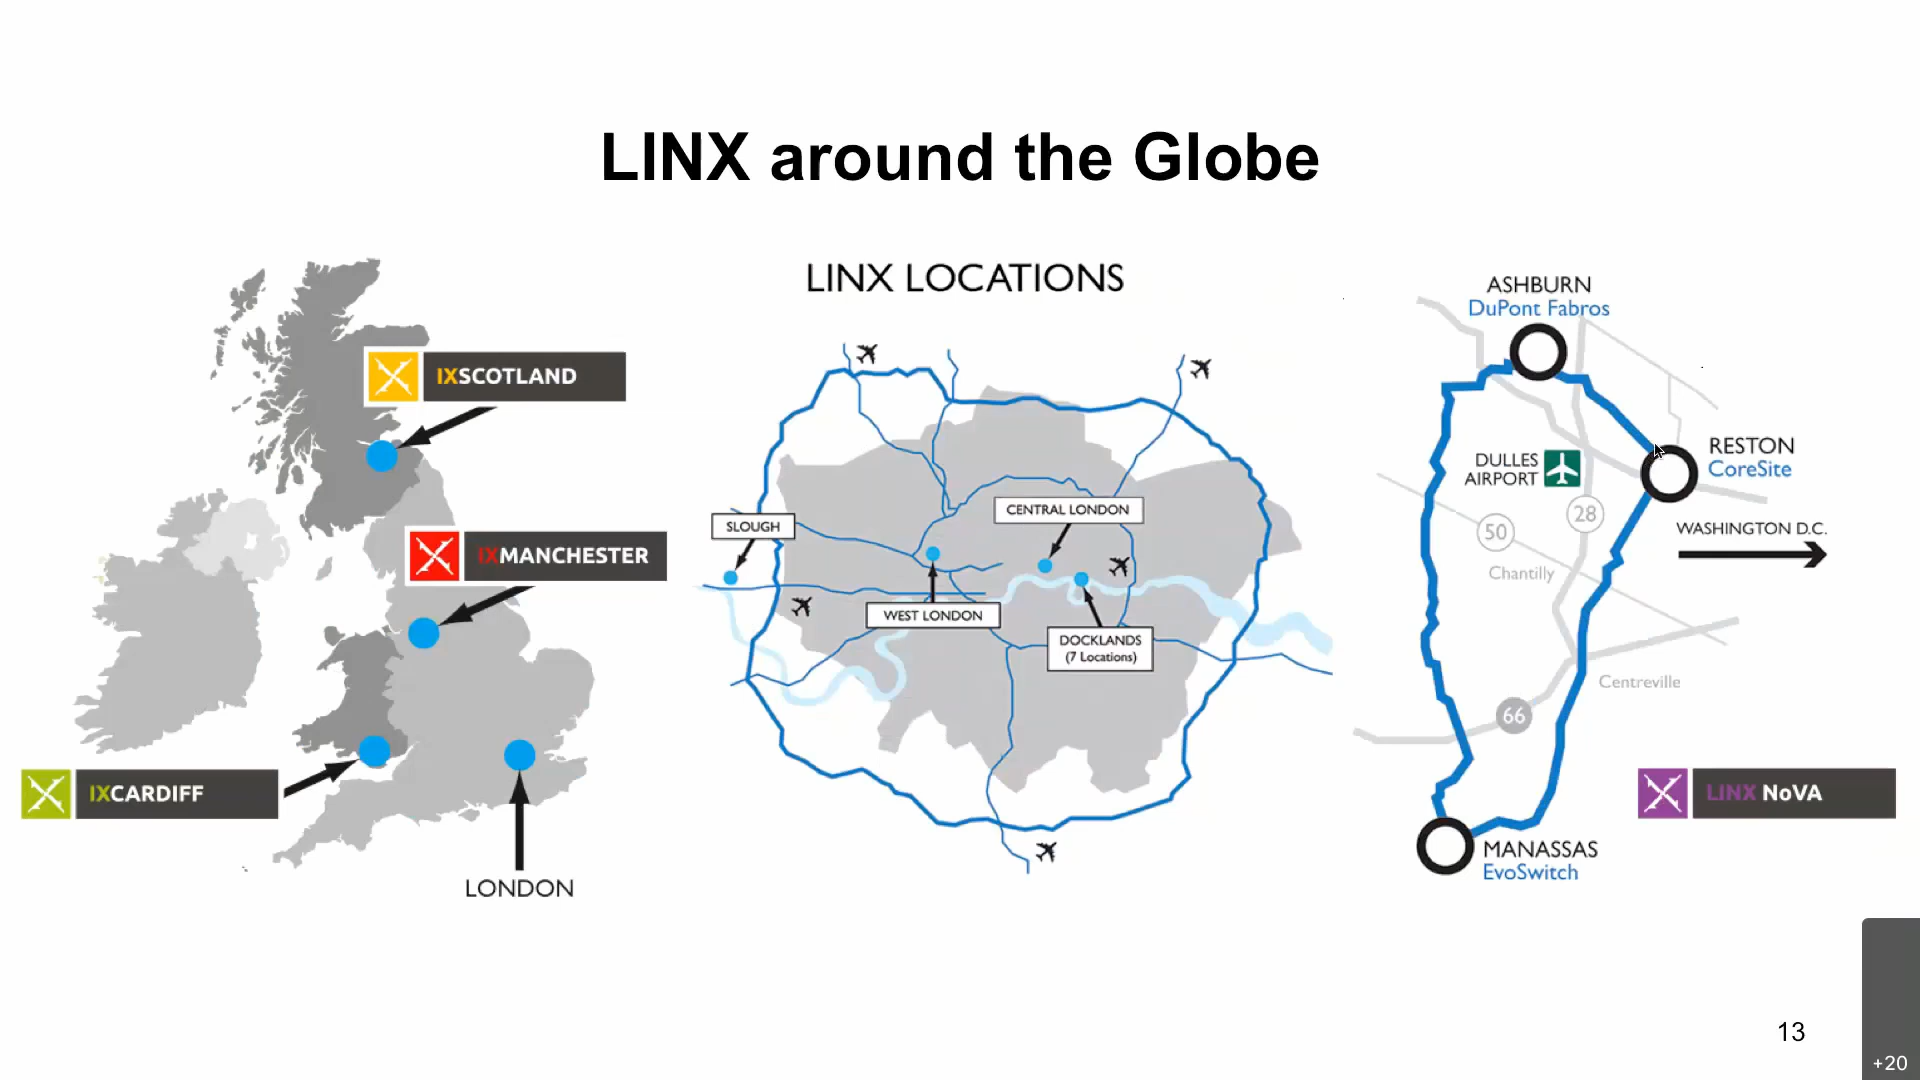 LINX around the Globe
IXSCOTLAND
IXMANCHESTER
IXCARDIFF
LONDON
LINX LOCATIONS
SLOUGH
CENTRAL LONDON
WEST LONDON
DOCKLANDS
(7 Locations)
ASHBURN
DuPont Fabros
RESTON
CoreSite
DULLES
AIRPORT
28
50
WASHINGTON D.C.
Chantilly
Centreville
66
LINX NoVA
MANASSAS
EvoSwitch
13
+20